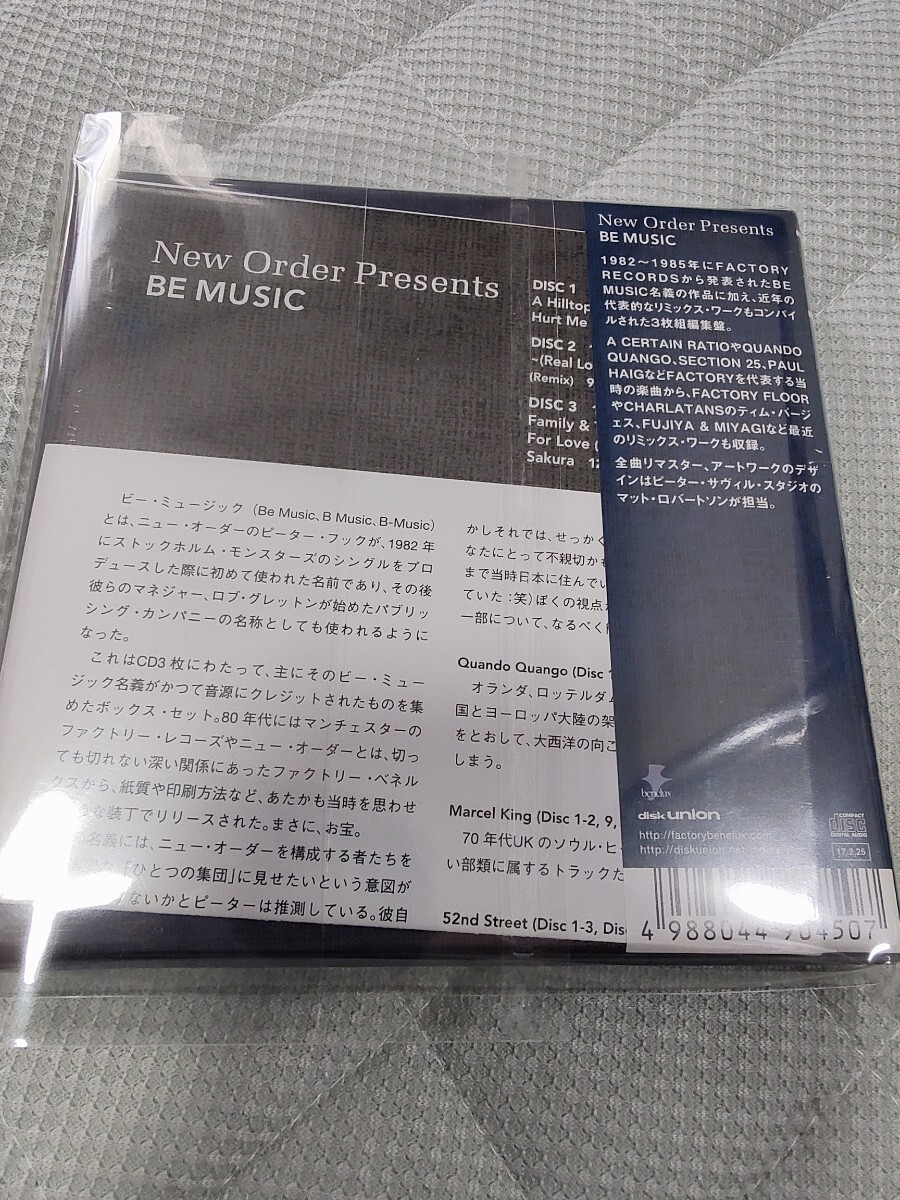 New Order Presents
BE MUSIC
DISC 1
A Hilltop
Hurt Me
DISC 2
~(Real Lo
(Remix) 9
DISC 3
Family &
For Love (
Sakura 12
ビー・ミュージック (Be Music、B Music、B-Music)
とは、ニュー・オーダーのピーター・フックが、1982年
にストックホルム・モンスターズのシングルをプロ
デュースした際に初めて使われた名前であり、その後
彼らのマネジャー、ロブ・グレットンが始めたパブリッ
シング・カンパニーの名称としても使われるように
なった。
これはCD3枚にわたって、主にそのビー・ミュー
ジック名義がかつて音源にクレジットされたものを集
めたボックス・セット。80年代にはマンチェスターの
ファクトリー・レコーズやニュー・オーダーとは、切っ
ても切れない深い関係にあったファクトリー・ベネル
クスから、紙質や印刷方法など、あたかも当時を思わせ
な装丁でリリースされた。まさに、お宝。
の名義には、ニュー・オーダーを構成する者たちを
「ひとつの集団」に見せたいという意図が
ないかとピーターは推測している。彼自
かしそれでは、せっかく
なたにとって不親切かも
まで当時日本に住んでい
ていた：笑）ぼくの視点
一部について、なるべく
Quando Quango (Disc 1
オランダ、ロッテルダム
国とヨーロッパ大陸の架
をとおして、大西洋の向こ
しまう。
Marcel King (Disc 1-2, 9,
70年代UKのソウル・ヒ
い部類に属するトラックた
52nd Street (Disc 1-3, Dis
New Order Presents
BE MUSIC
1982〜1985年にFACTORY
RECORDSから発表されたBE
MUSIC名義の作品に加え、近年の
代表的なリミックス・ワークもコンパイ
ルされた3枚組編集盤。
A CERTAIN RATIOやQUANDO
QUANGO、SECTION 25、PAUL
HAIGなどFACTORYを代表する当
時の楽曲から、FACTORY FLOOR
やCHARLATANSのティム・バージ
ェス、FUJIYA & MIYAGIなど最近
のリミックス・ワークも収録。
全曲リマスター、アートワークのデザ
インはピーター・サヴィル・スタジオの
マット・ロバートソンが担当。
benelux
diskunion
http://factorybenelux.com
http://diskunion.net
COMPACT
disc
DIGITAL AUDIO
17.2.25
4 988044 904507